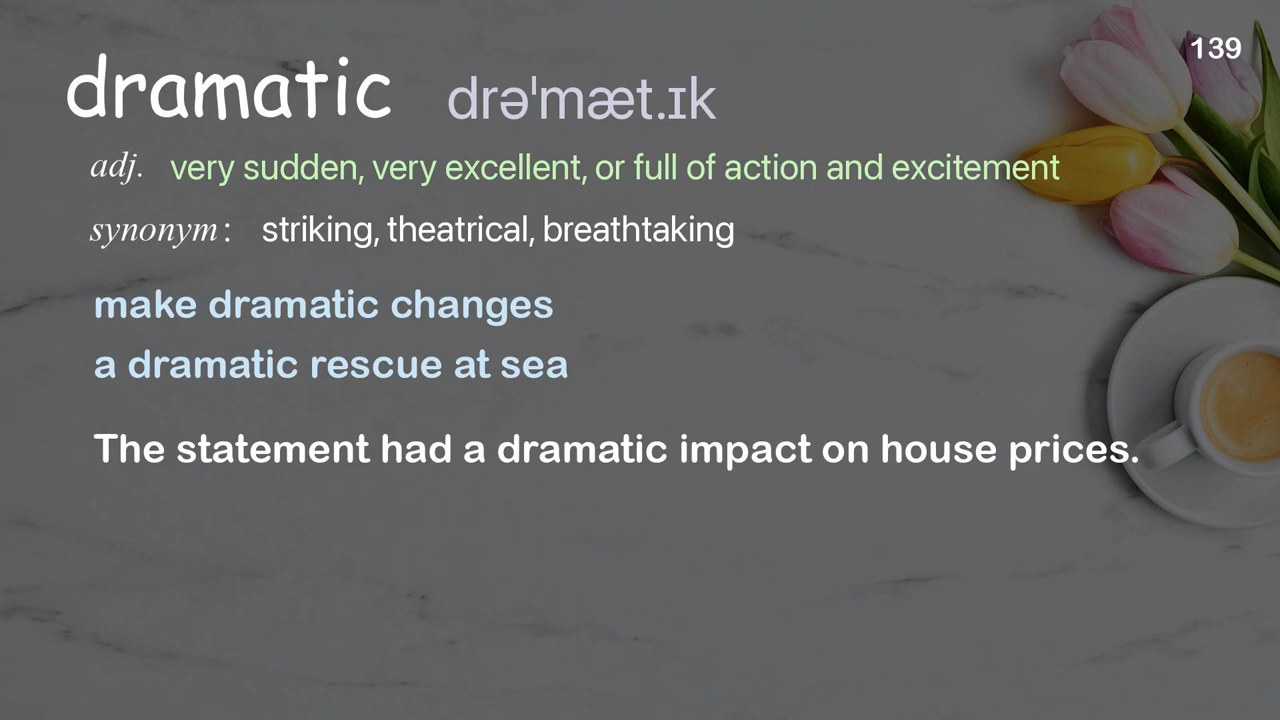 139
dramatic drəˈmæt.ɪk
adj. very sudden, very excellent, or full of action and excitement
synonym: striking, theatrical, breathtaking
make dramatic changes
a dramatic rescue at sea
The statement had a dramatic impact on house prices.